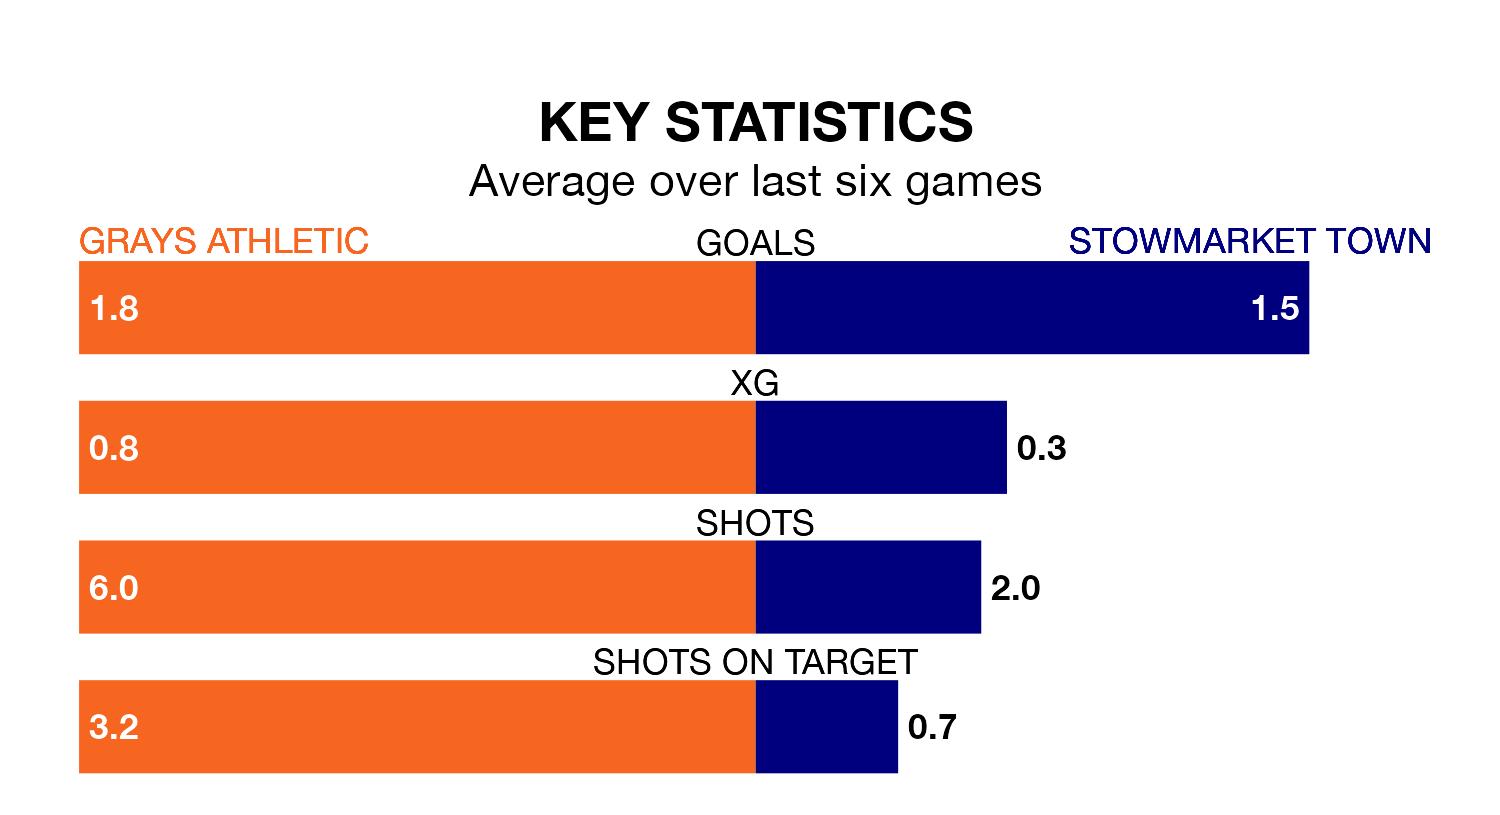 KEY STATISTICS
Average over last six games
GRAYS ATHLETIC GOALS STOWMARKET TOWN
1.8 1.5
XG
0.8 0.3
SHOTS
6.0 2.0
SHOTS ON TARGET
3.2 0.7